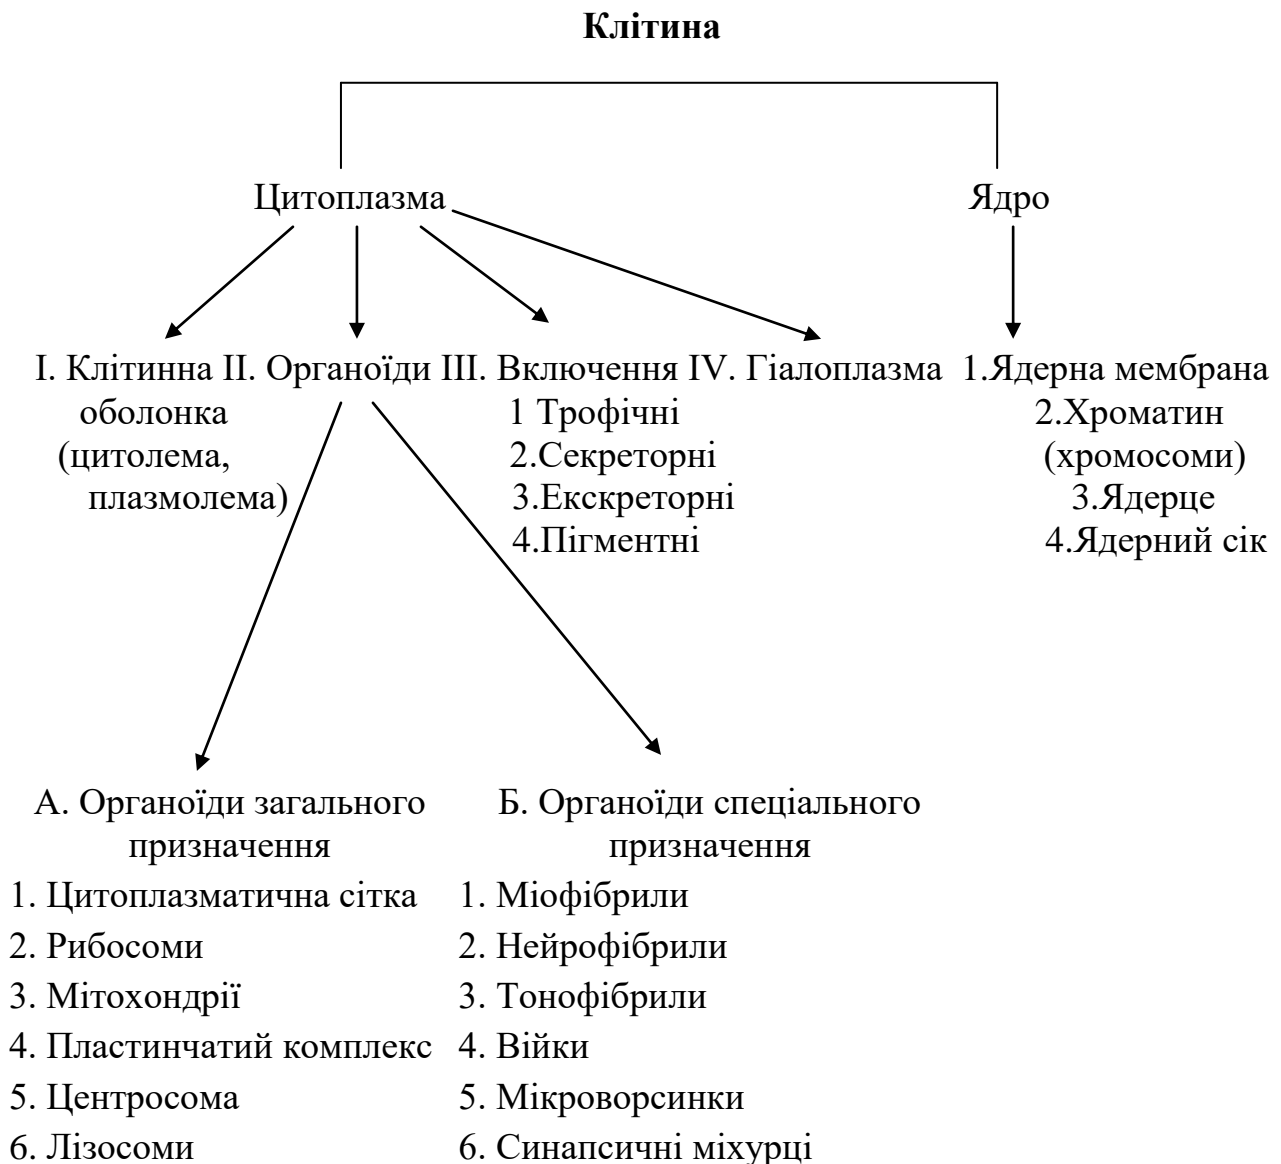 Клітина
Цитоплазма Ядро
I. Клітинна II. Органоїди III. Включення IV. Гіалоплазма 1.Ядерна мембрана
оболонка 1 Трофічні 2.Хроматин
(цитолема, 2.Секреторні (хромосоми)
плазмолема) 3.Екскреторні 3.Ядерце
4.Пігментні 4.Ядерний сік
А. Органоїди загального Б. Органоїди спеціального
призначення призначення
1. Цитоплазматична сітка 1. Міофібрили
2. Рибосоми 2. Нейрофібрили
3. Мітохондрії 3. Тонофібрили
4. Пластинчатий комплекс 4. Війки
5. Центросома 5. Мікроворсинки
6. Лізосоми 6. Синапсичні міхурці